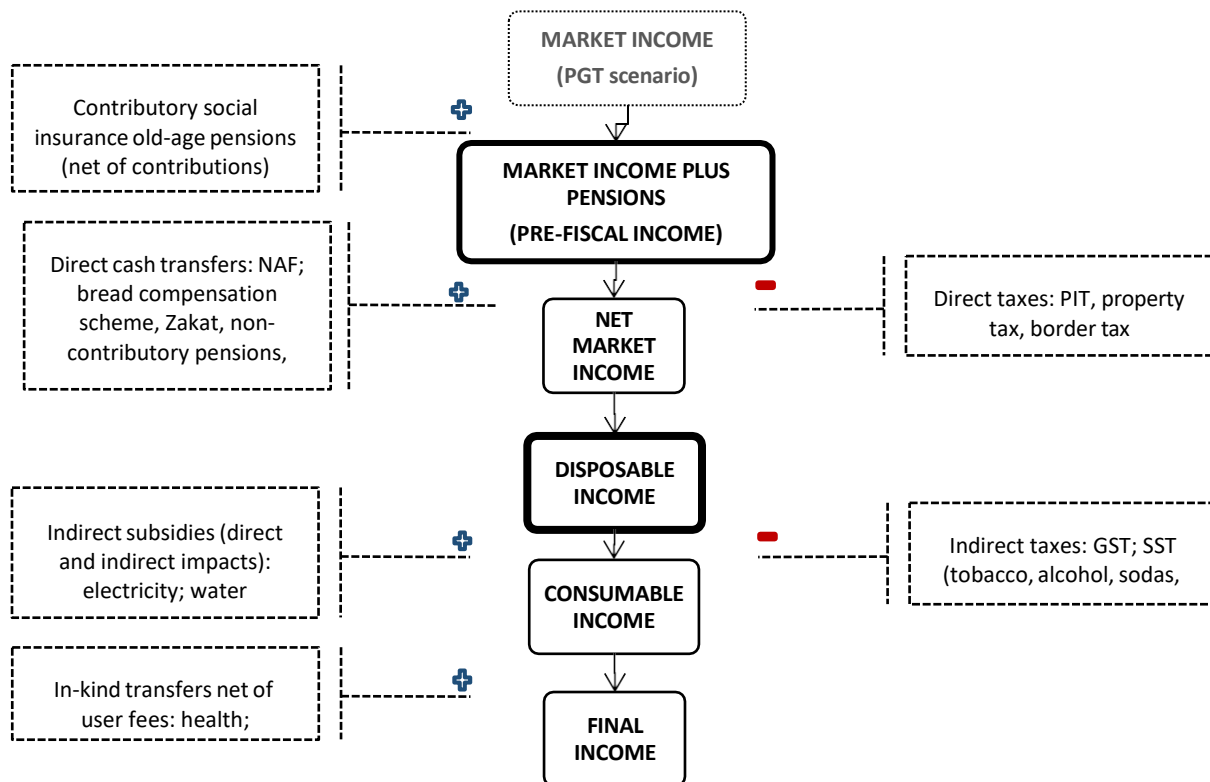 MARKET INCOME
(PGT scenario)
Contributory social
insurance old-age pensions
(net of contributions)
MARKET INCOME PLUS
PENSIONS
(PRE-FISCAL INCOME)
Direct cash transfers: NAF;
bread compensation
scheme, Zakat, non-
contributory pensions,
Direct taxes: PIT, property
tax, border tax
NET
MARKET
INCOME
DISPOSABLE
INCOME
Indirect subsidies (direct
and indirect impacts):
electricity; water
Indirect taxes: GST; SST
(tobacco, alcohol, sodas,
CONSUMABLE
INCOME
In-kind transfers net of
user fees: health;
FINAL
INCOME